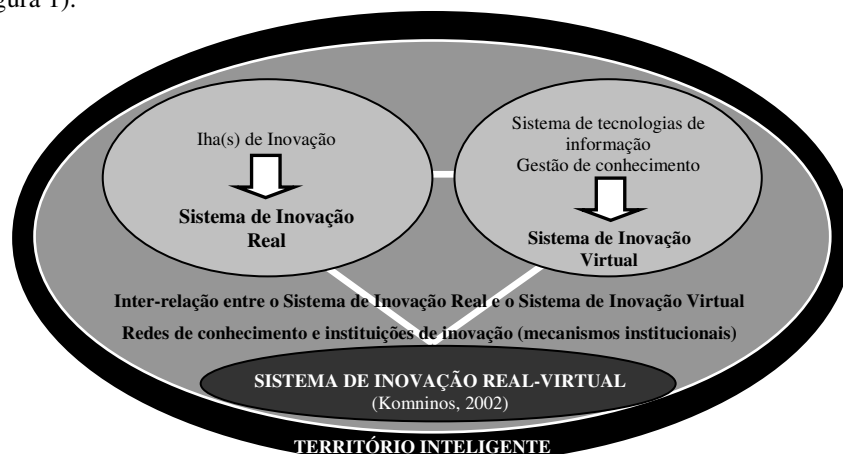 gura 1).
Iha(s) de Inovação
Sistema de Inovação
Real
Sistema de tecnologias de
informação
Gestão de conhecimento
Sistema de Inovação
Virtual
Inter-relação entre o Sistema de Inovação Real e o Sistema de Inovação Virtual
Redes de conhecimento e instituições de inovação (mecanismos institucionais)
SISTEMA DE INOVAÇÃO REAL-VIRTUAL
(Komninos, 2002)
TERRITÓRIO INTELIGENTE